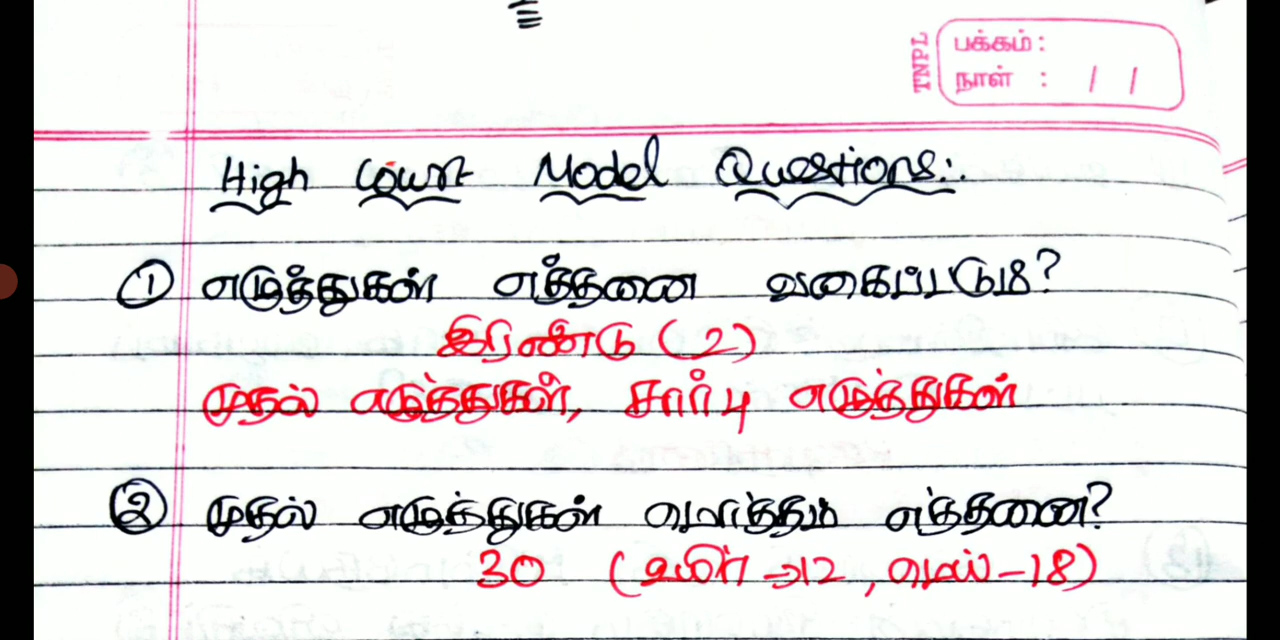 TNPL
பக்கம் :
நாள் : / /
High Court Model Questions:.
① எழுத்துகள் எத்தனை வகைப்படும்?
இரண்டு (2)
முதல் எழுத்துகள், சார்பு எழுத்துகள்
② முதல் எழுத்துகள் மொத்தம் எத்தனை?
30 (உயிர் → 12, மெய் - 18)